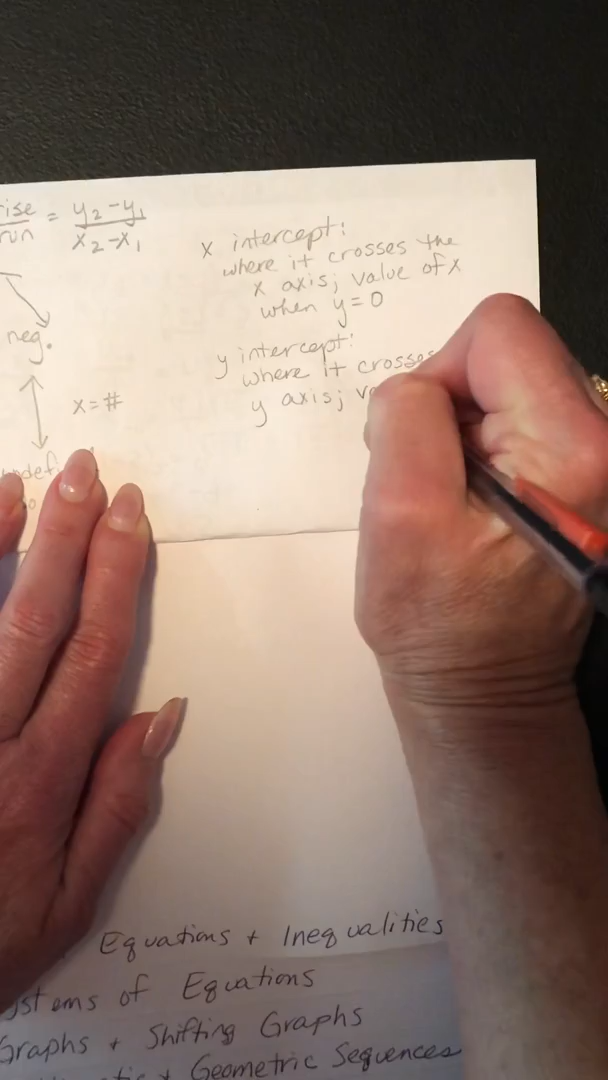 rise = y₂-y₁
run x₂-x₁
neg.
x=#
undef
x intercept:
where it crosses the
x axis; value of x
when y=0
y intercept:
where it crosses
y axis;
Equations + Inequalities
of Equations
Graphs + Shifting Graphs
+ Geometric Sequences